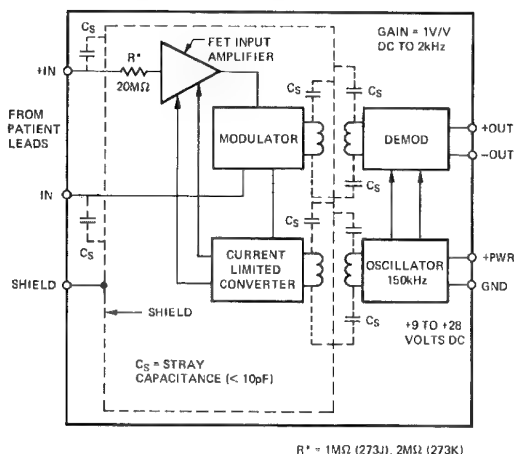 CS
R*
20MΩ
FET INPUT
AMPLIFIER
GAIN = 1V/V
DC TO 2kHz
+IN
FROM
PATIENT
LEADS
IN
CS
SHIELD
SHIELD
MODULATOR
CURRENT
LIMITED
CONVERTER
CS
CS
CS
CS
CS
CS
DEMOD
+OUT
−OUT
OSCILLATOR
150kHz
+PWR
GND
+9 TO +28
VOLTS DC
CS = STRAY
CAPACITANCE (< 10pF)
R* = 1MΩ (273J), 2MΩ (273K)